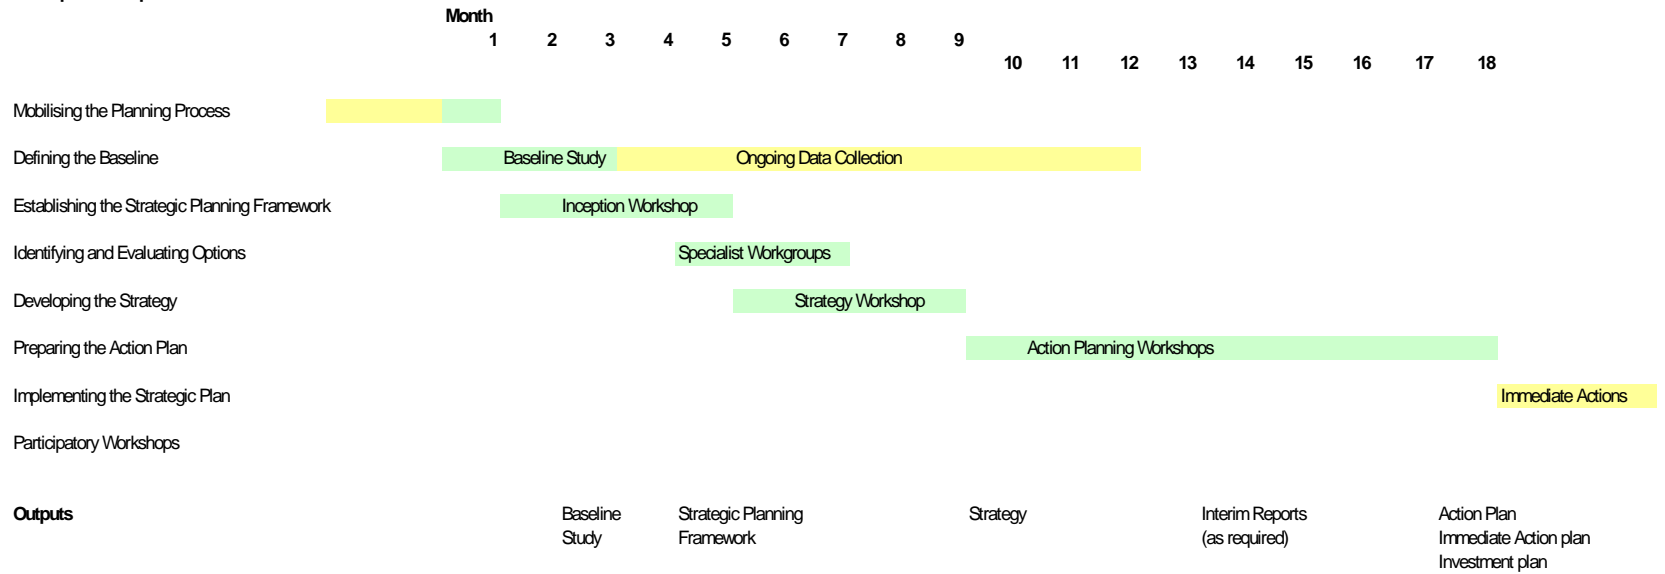 Month
1 2 3 4 5 6 7 8 9
10 11 12 13 14 15 16 17 18
Mobilising the Planning Process
Defining the Baseline Baseline Study Ongoing Data Collection
Establishing the Strategic Planning Framework Inception Workshop
Identifying and Evaluating Options Specialist Workgroups
Developing the Strategy Strategy Workshop
Preparing the Action Plan Action Planning Workshops
Implementing the Strategic Plan Immediate Actions
Participatory Workshops
Outputs Baseline Strategic Planning Strategy Interim Reports Action Plan
Study Framework (as required) Immediate Action plan
Investment plan